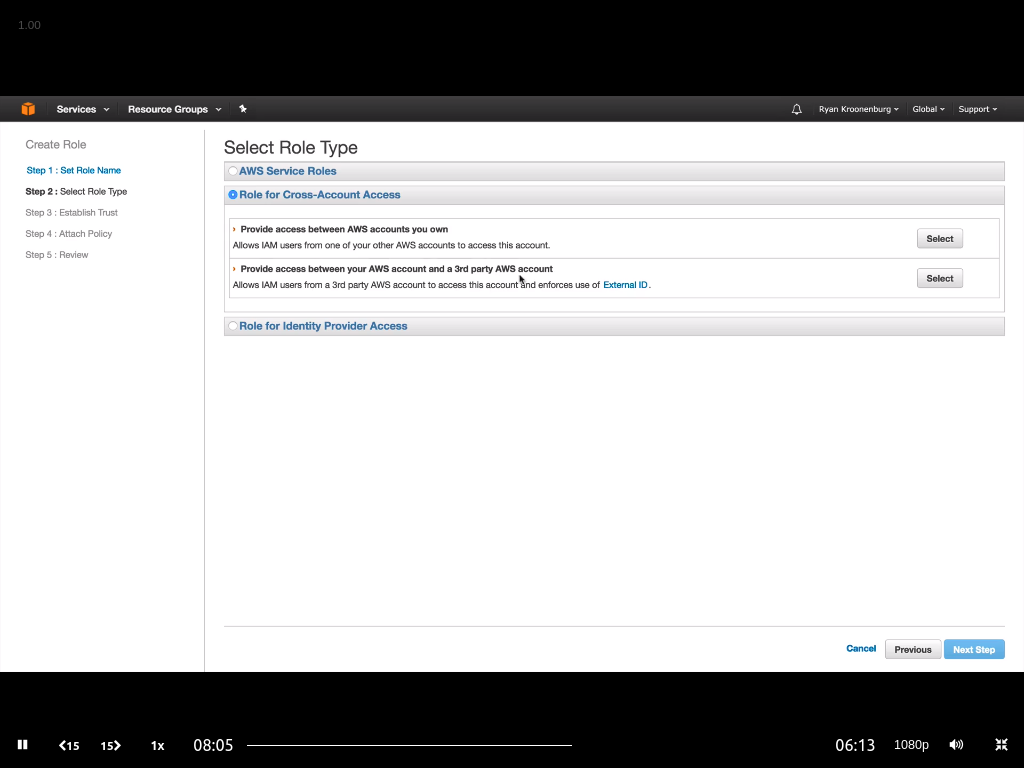 1.00
Services Resource Groups Ryan Kroonenburg Global Support
Create Role
Step 1 : Set Role Name
Step 2 : Select Role Type
Step 3 : Establish Trust
Step 4 : Attach Policy
Step 5 : Review
Select Role Type
AWS Service Roles
Role for Cross-Account Access
Provide access between AWS accounts you own
Allows IAM users from one of your other AWS accounts to access this account.
Select
Provide access between your AWS account and a 3rd party AWS account
Allows IAM users from a 3rd party AWS account to access this account and enforces use of External ID.
Select
Role for Identity Provider Access
Cancel Previous Next Step
15 15 1x 08:05 06:13 1080p